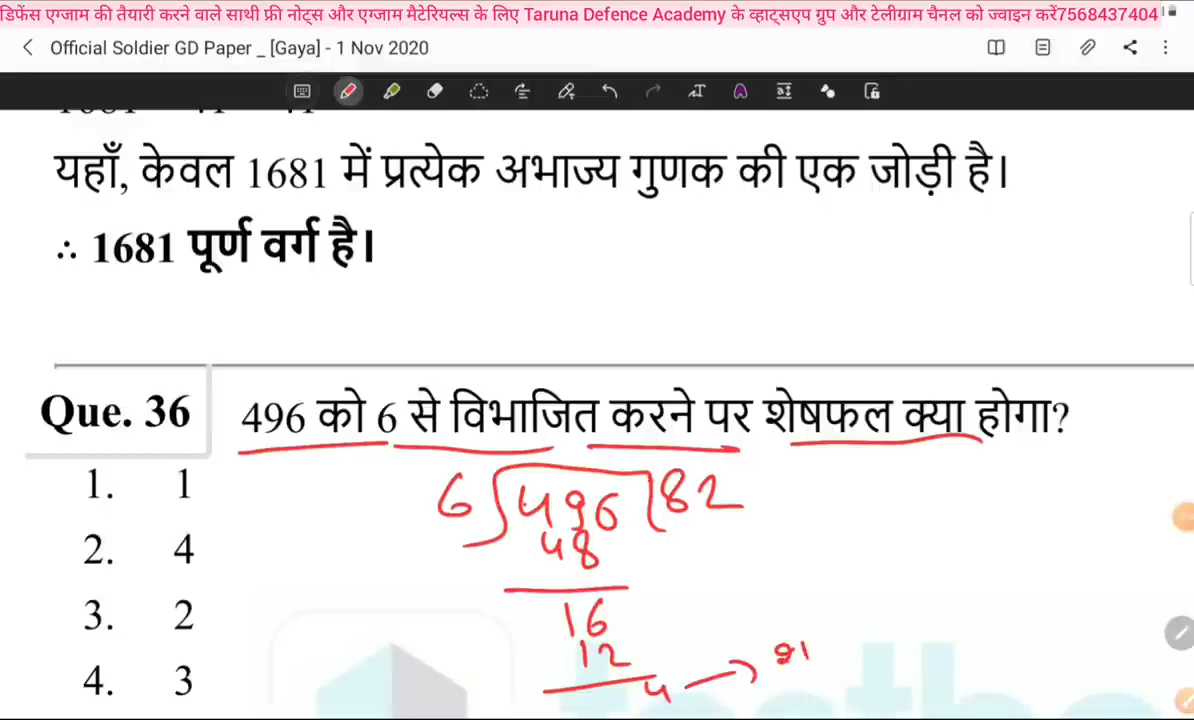 डिफेंस एग्जाम की तैयारी करने वाले साथी फ्री नोट्स और एग्जाम मैटेरियल्स के लिए Taruna Defence Academy के व्हाट्सएप ग्रुप और टेलीग्राम चैनल को ज्वाइन करें7568437404
Official Soldier GD Paper _ [Gaya] - 1 Nov 2020
यहाँ, केवल 1681 में प्रत्येक अभाज्य गुणक की एक जोड़ी है।
∴ 1681 पूर्ण वर्ग है।
Que. 36 496 को 6 से विभाजित करने पर शेषफल क्या होगा?
1. 1
6 496 82
2. 4
48
3. 2
16
12
4. 3
4 → श